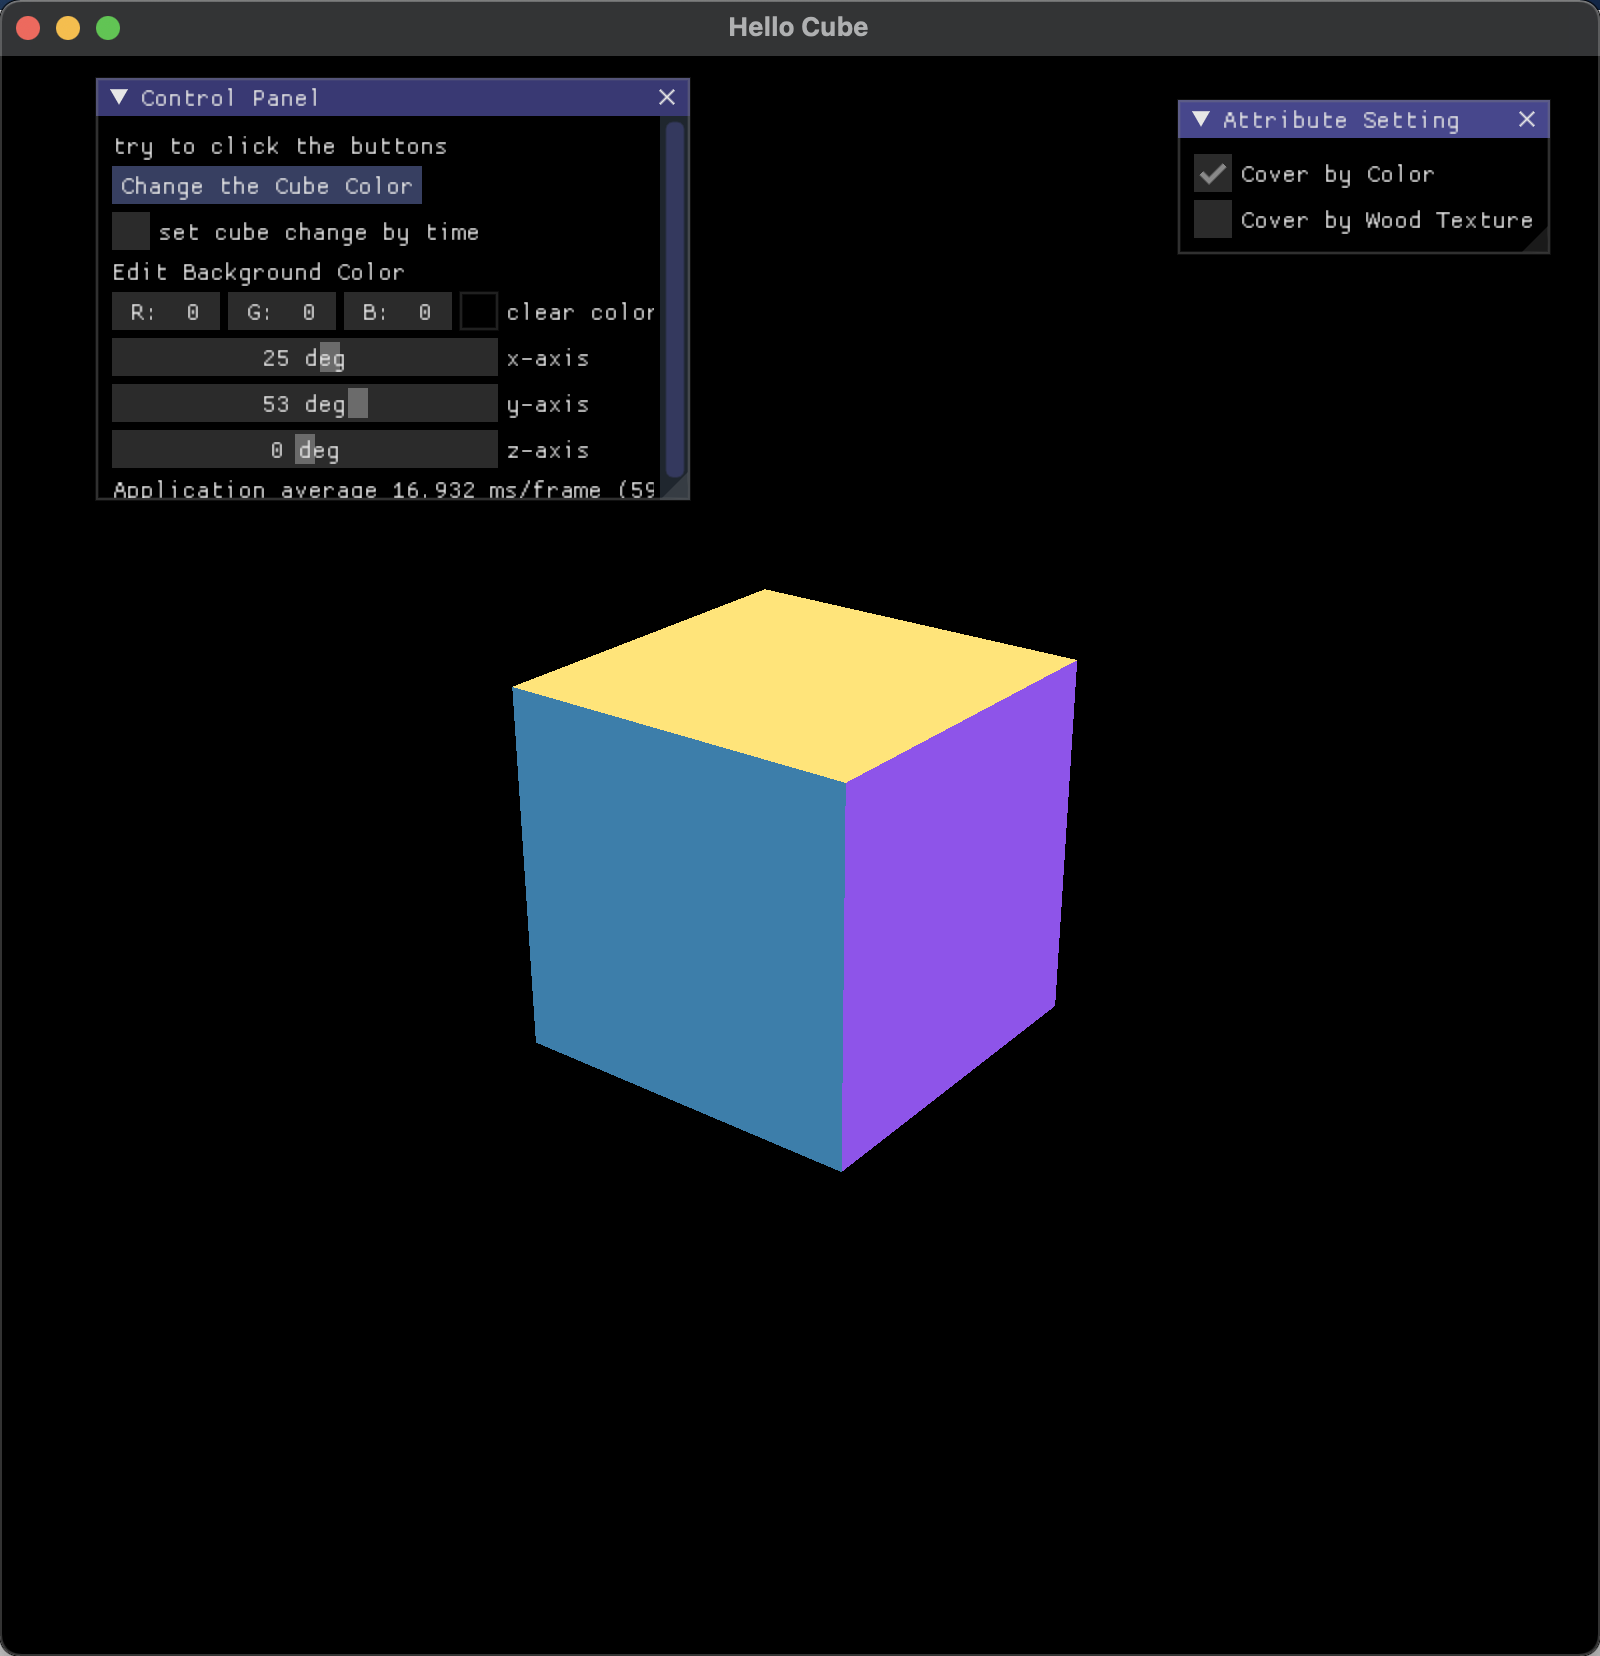 Hello Cube
Control Panel
try to click the buttons
Change the Cube Color
set cube change by time
Edit Background Color
R: 0 G: 0 B: 0 clear color
25 deg x-axis
53 deg y-axis
0 deg z-axis
Application average 16.932 ms/frame (59
Attribute Setting
Cover by Color
Cover by Wood Texture